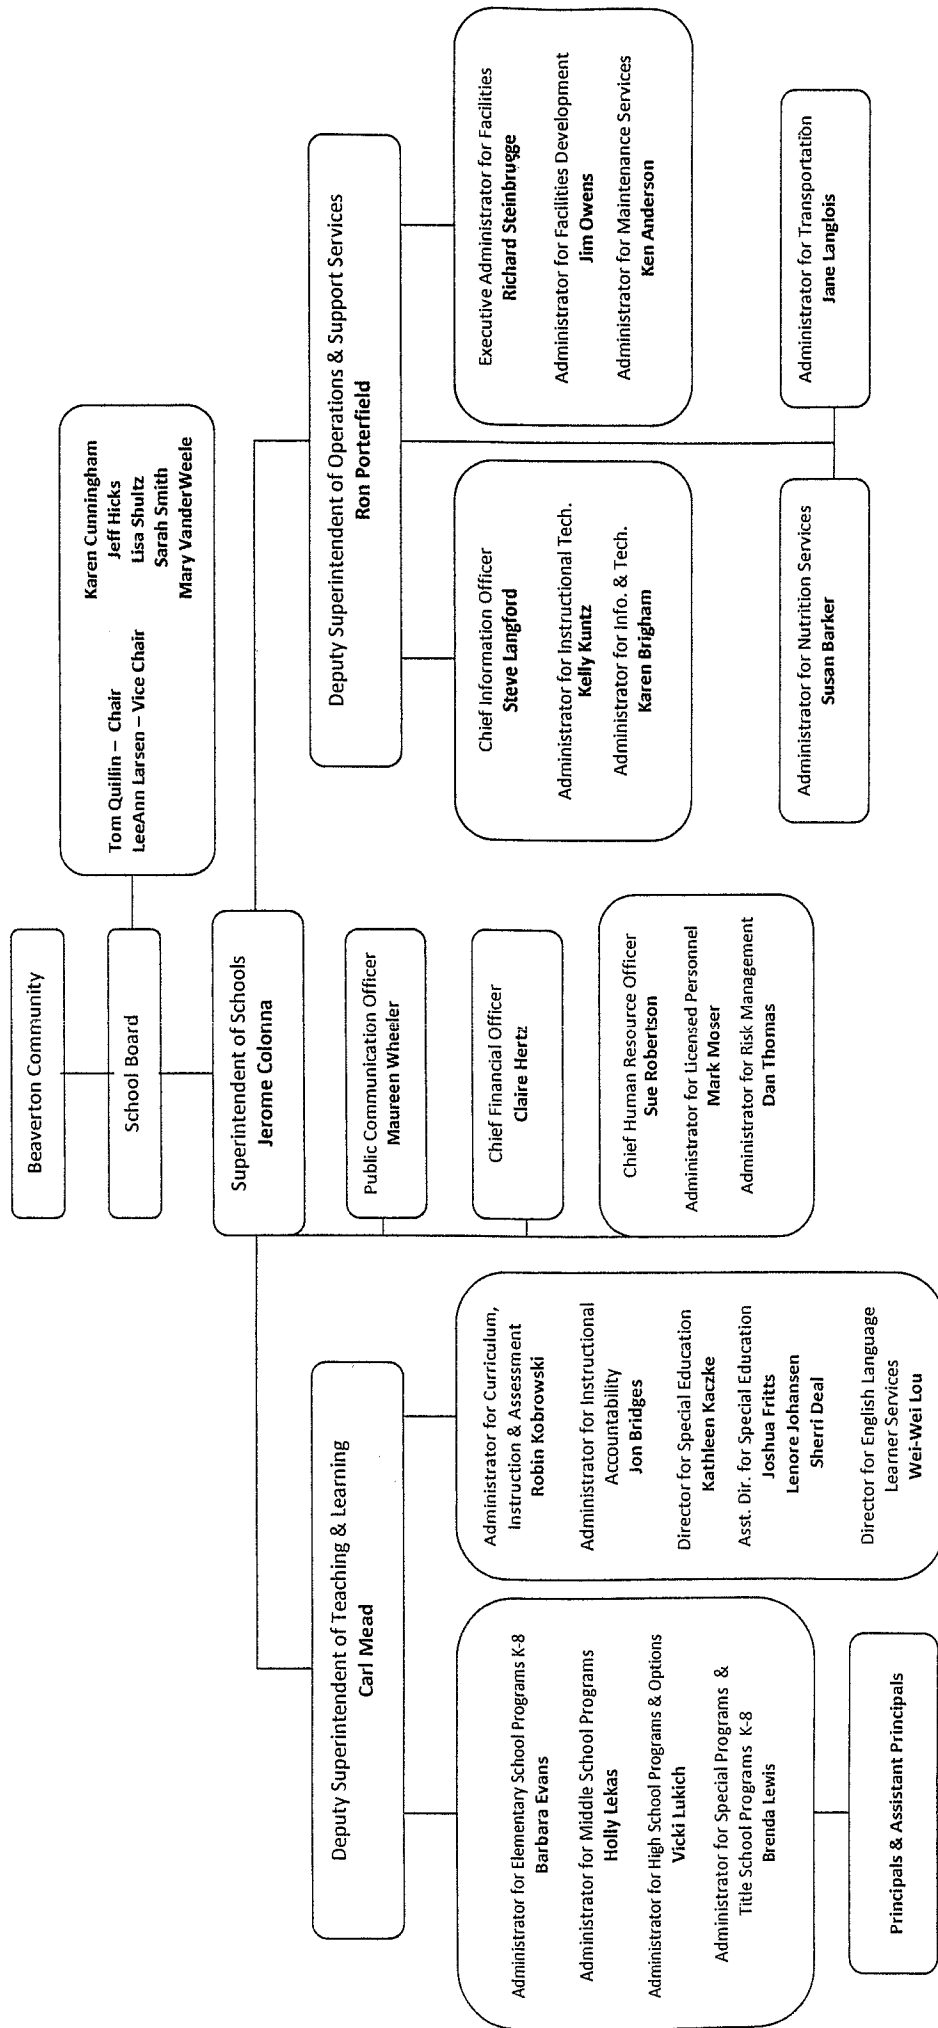 Beaverton Community
School Board
Tom Quillin – Chair
LeeAnn Larsen – Vice Chair
Karen Cunningham
Jeff Hicks
Lisa Shultz
Sarah Smith
Mary VanderWeele
Superintendent of Schools
Jerome Colonna
Deputy Superintendent of Teaching & Learning
Carl Mead
Administrator for Elementary School Programs K-8
Barbara Evans
Administrator for Middle School Programs
Holly Lekas
Administrator for High School Programs & Options
Vicki Lukich
Administrator for Special Programs &
Title School Programs K-8
Brenda Lewis
Principals & Assistant Principals
Administrator for Curriculum,
Instruction & Assessment
Robin Kobrowski
Administrator for Instructional
Accountability
Jon Bridges
Director for Special Education
Kathleen Kaczke
Asst. Dir. for Special Education
Joshua Fritts
Lenore Johansen
Sherri Deal
Director for English Language
Learner Services
Wei-Wei Lou
Public Communication Officer
Maureen Wheeler
Chief Financial Officer
Claire Hertz
Chief Human Resource Officer
Sue Robertson
Administrator for Licensed Personnel
Mark Moser
Administrator for Risk Management
Dan Thomas
Deputy Superintendent of Operations & Support Services
Ron Porterfield
Chief Information Officer
Steve Langford
Administrator for Instructional Tech.
Kelly Kuntz
Administrator for Info. & Tech.
Karen Brigham
Executive Administrator for Facilities
Richard Steinbrugge
Administrator for Facilities Development
Jim Owens
Administrator for Maintenance Services
Ken Anderson
Administrator for Nutrition Services
Susan Barker
Administrator for Transportation
Jane Langlois